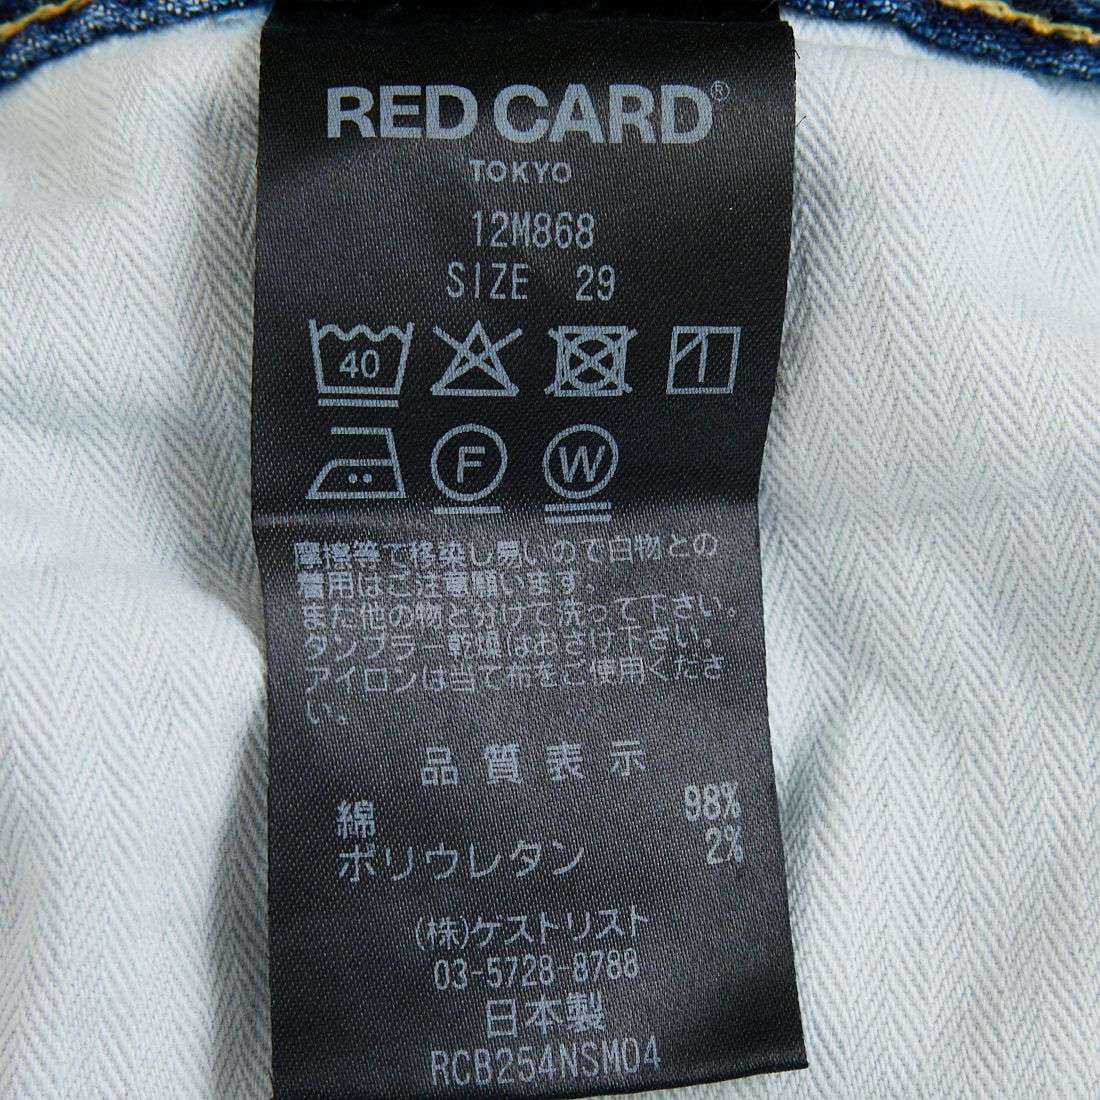 RED CARD®
TOKYO
12M868
SIZE 29
40
F
W
摩擦等で移染し易いので白物との
着用はご注意願います。
また他の物と分けて洗って下さい。
タンブラー乾燥はおさけ下さい。
アイロンは当て布をご使用くださ
い。
品質表示
綿 98%
ポリウレタン 2%
(株)ゲストリスト
03-5728-8788
日本製
RCB254NSM04